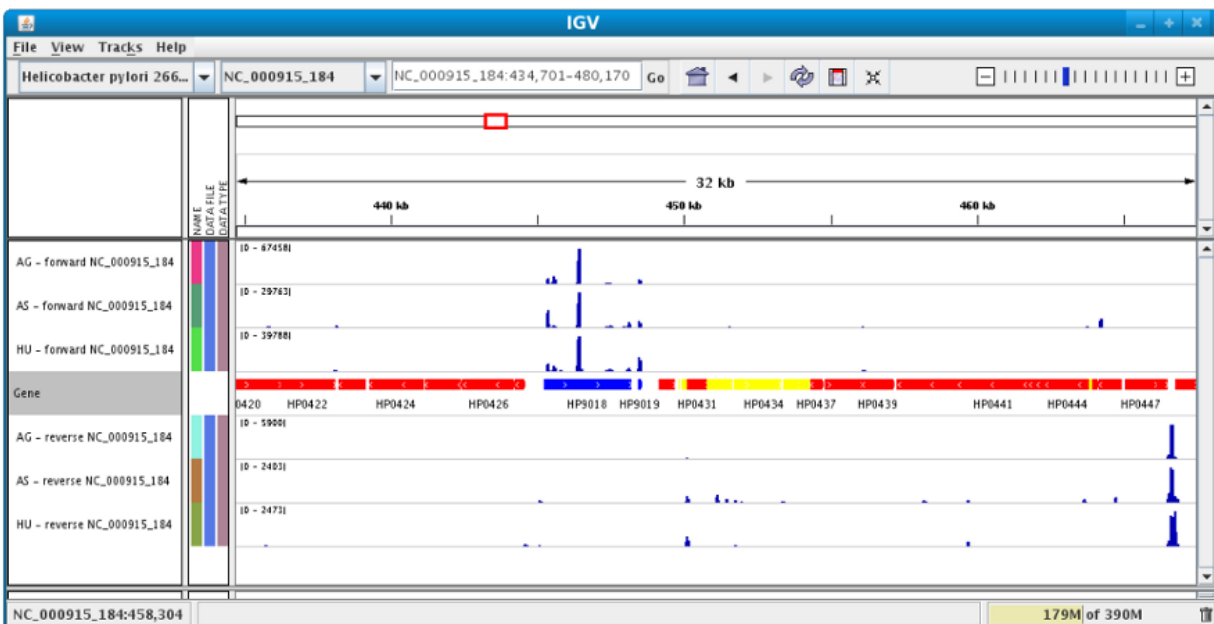 IGV
File View Tracks Help
Helicobacter pylori 266... NC_000915_184 NC_000915_184:434,701-480,170 Go
NAME
DATA FILE
DATA TYPE
32 kb
440 kb 450 kb 460 kb
AG - forward NC_000915_184 [0 - 67458]
AS - forward NC_000915_184 [0 - 29763]
HU - forward NC_000915_184 [0 - 39788]
Gene
0420 HP0422 HP0424 HP0426 HP9018 HP9019 HP0431 HP0434 HP0437 HP0439 HP0441 HP0444 HP0447
AG - reverse NC_000915_184 [0 - 5900]
AS - reverse NC_000915_184 [0 - 2403]
HU - reverse NC_000915_184 [0 - 2473]
NC_000915_184:458,304 179M of 390M